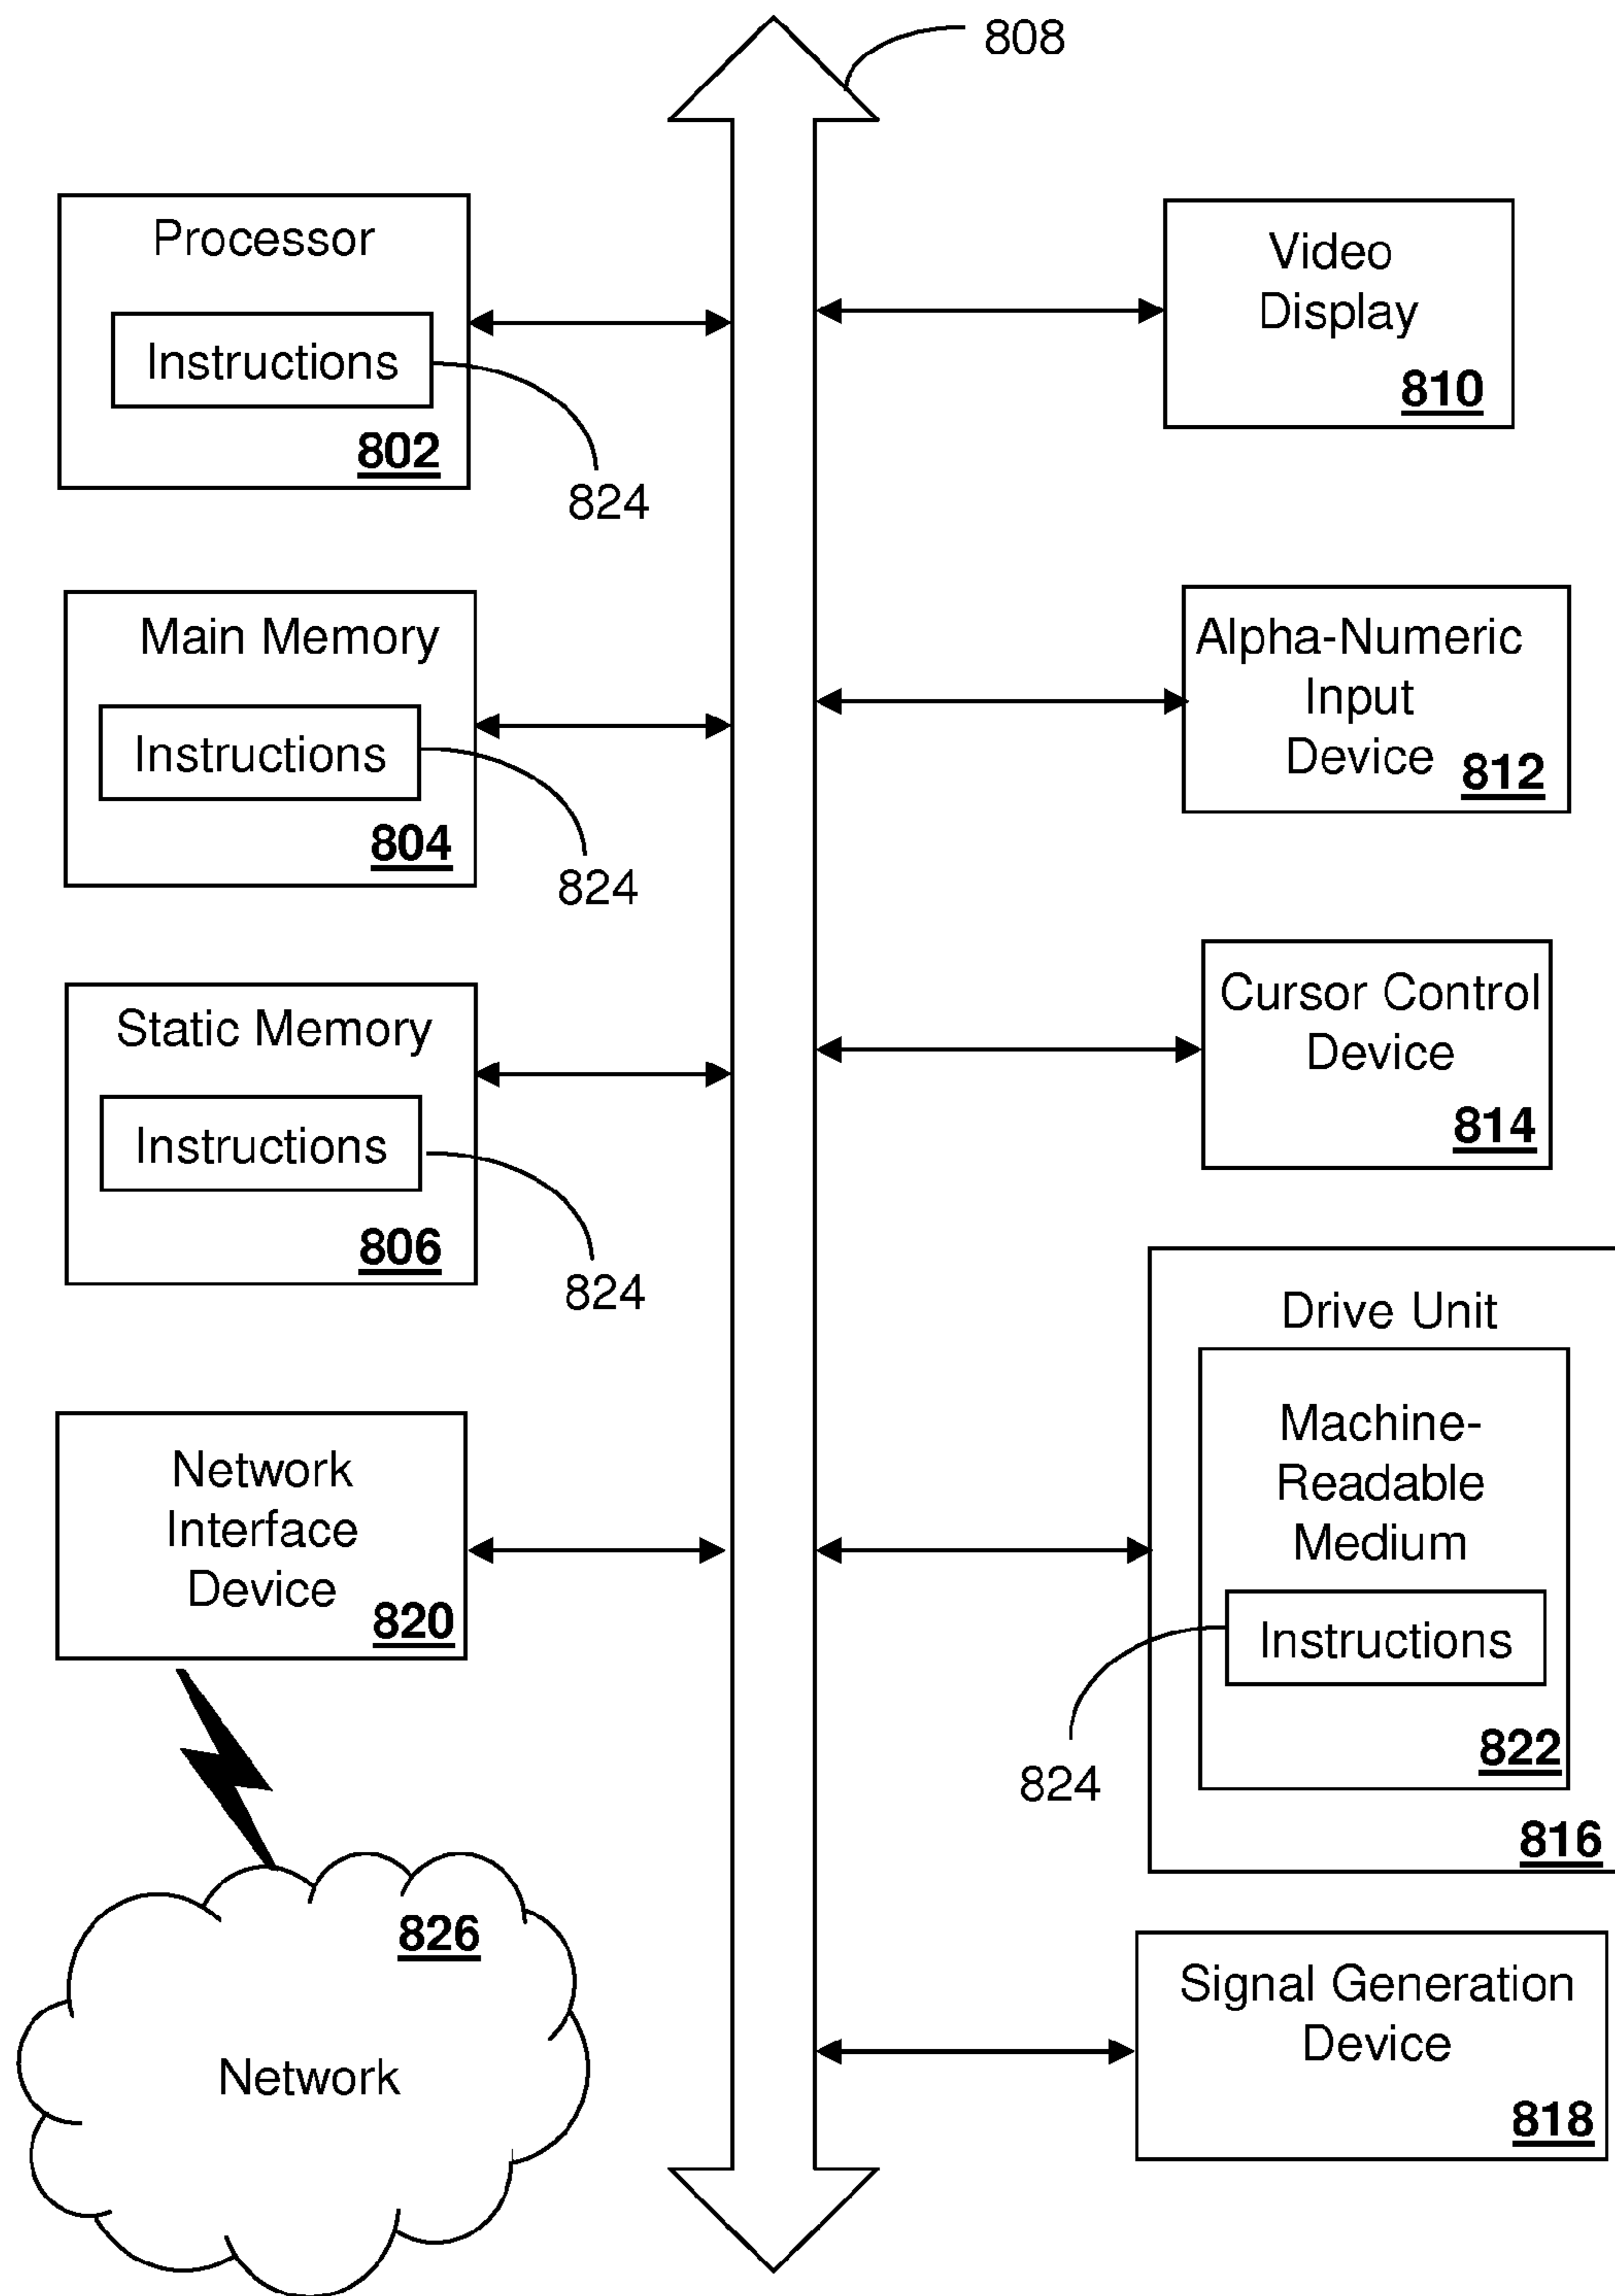 808
Processor
Instructions
802
824
Main Memory
Instructions
804
824
Static Memory
Instructions
806
824
Network
Interface
Device
820
826
Network
Video
Display
810
Alpha-Numeric
Input
Device
812
Cursor Control
Device
814
Drive Unit
Machine-
Readable
Medium
Instructions
822
824
816
Signal Generation
Device
818